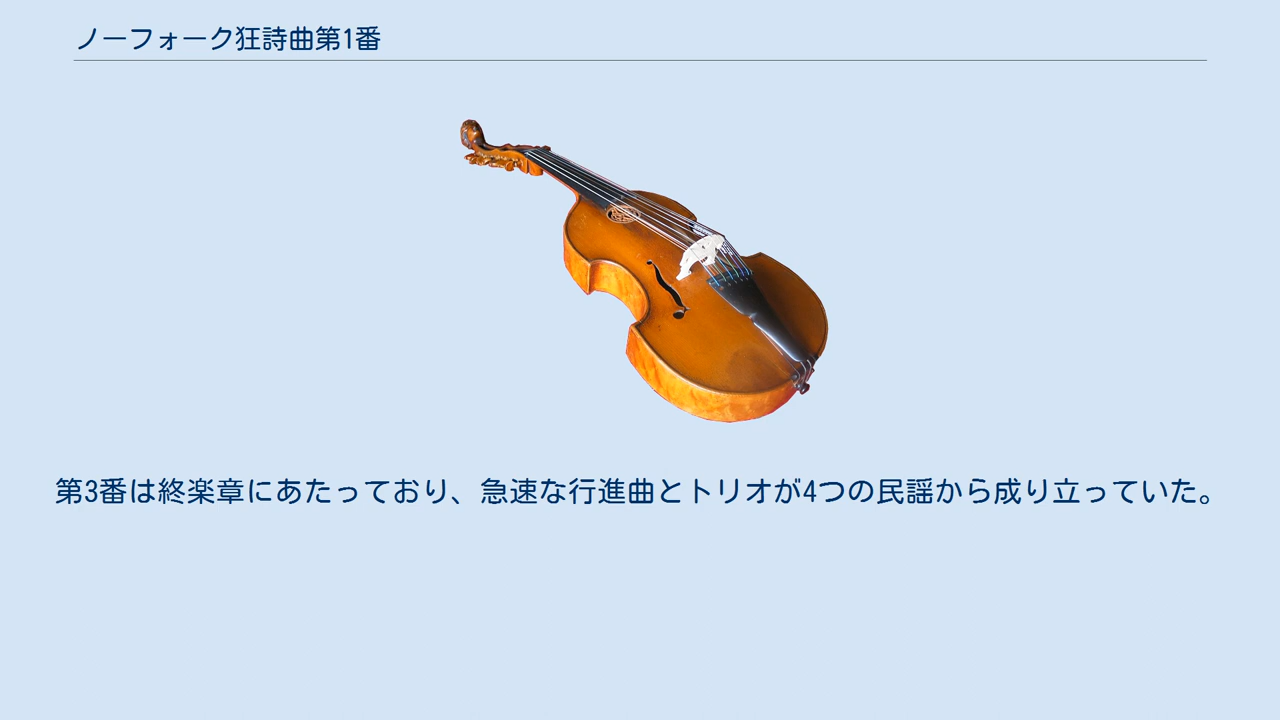 ノーフォーク狂詩曲第1番
第3番は終楽章にあたっており、急速な行進曲とトリオが4つの民謡から成り立っていた。